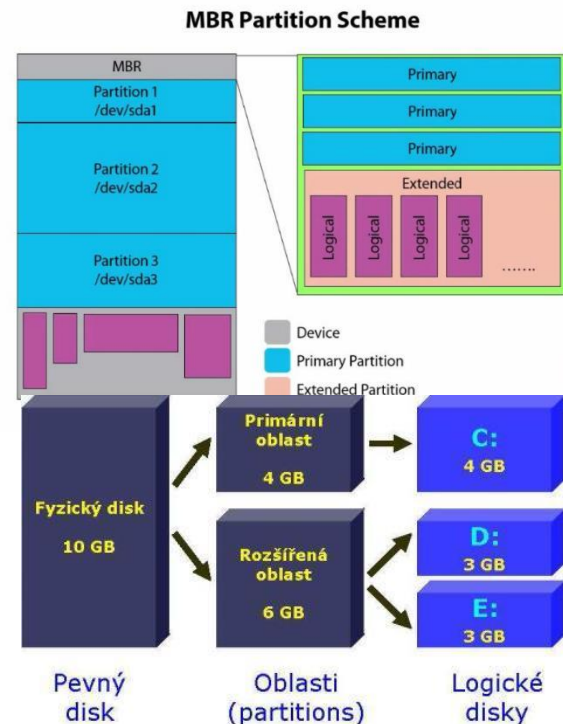 MBR Partition Scheme
MBR
Partition 1
/dev/sda1
Partition 2
/dev/sda2
Partition 3
/dev/sda3
Primary
Primary
Primary
Extended
Logical
Logical
Logical
Logical
.......
Device
Primary Partition
Extended Partition
Fyzický disk
10 GB
Primární
oblast
4 GB
Rozšířená
oblast
6 GB
C:
4 GB
D:
3 GB
E:
3 GB
Pevný
disk
Oblasti
(partitions)
Logické
disky